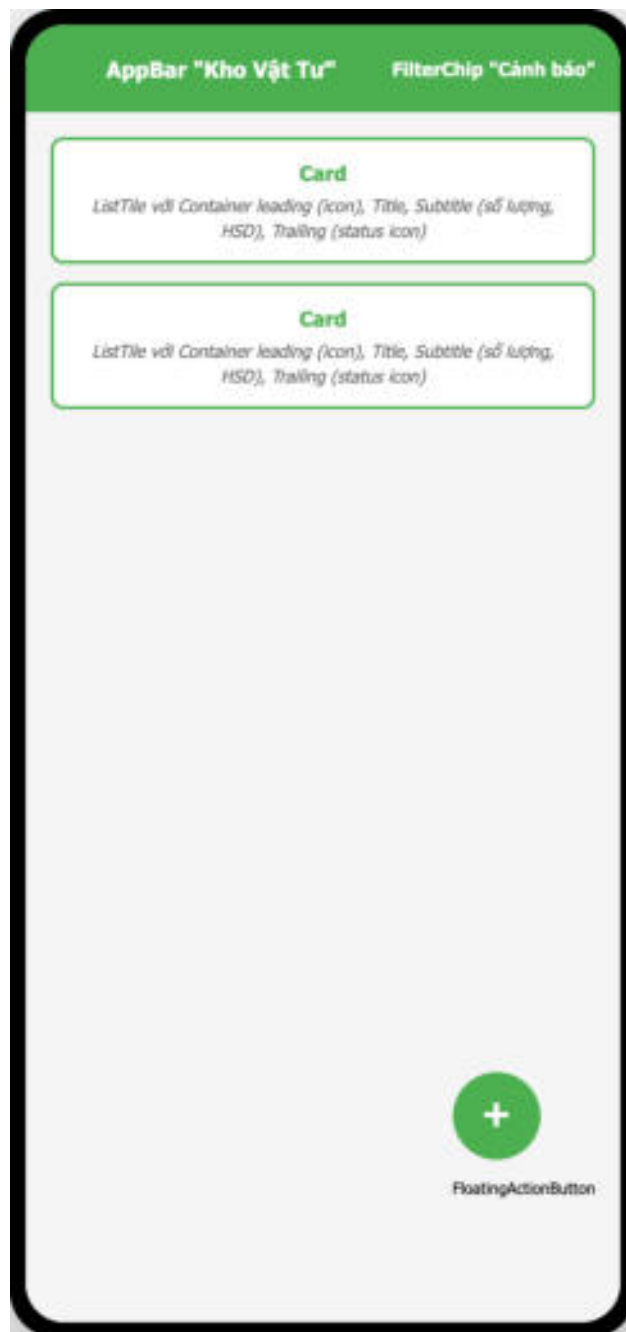 AppBar "Kho Vật Tư"
FilterChip "Cảnh báo"
Card
ListTile với Container leading (icon), Title, Subtitle (số lượng,
HSD), Trailing (status icon)
Card
ListTile với Container leading (icon), Title, Subtitle (số lượng,
HSD), Trailing (status icon)
+
FloatingActionButton